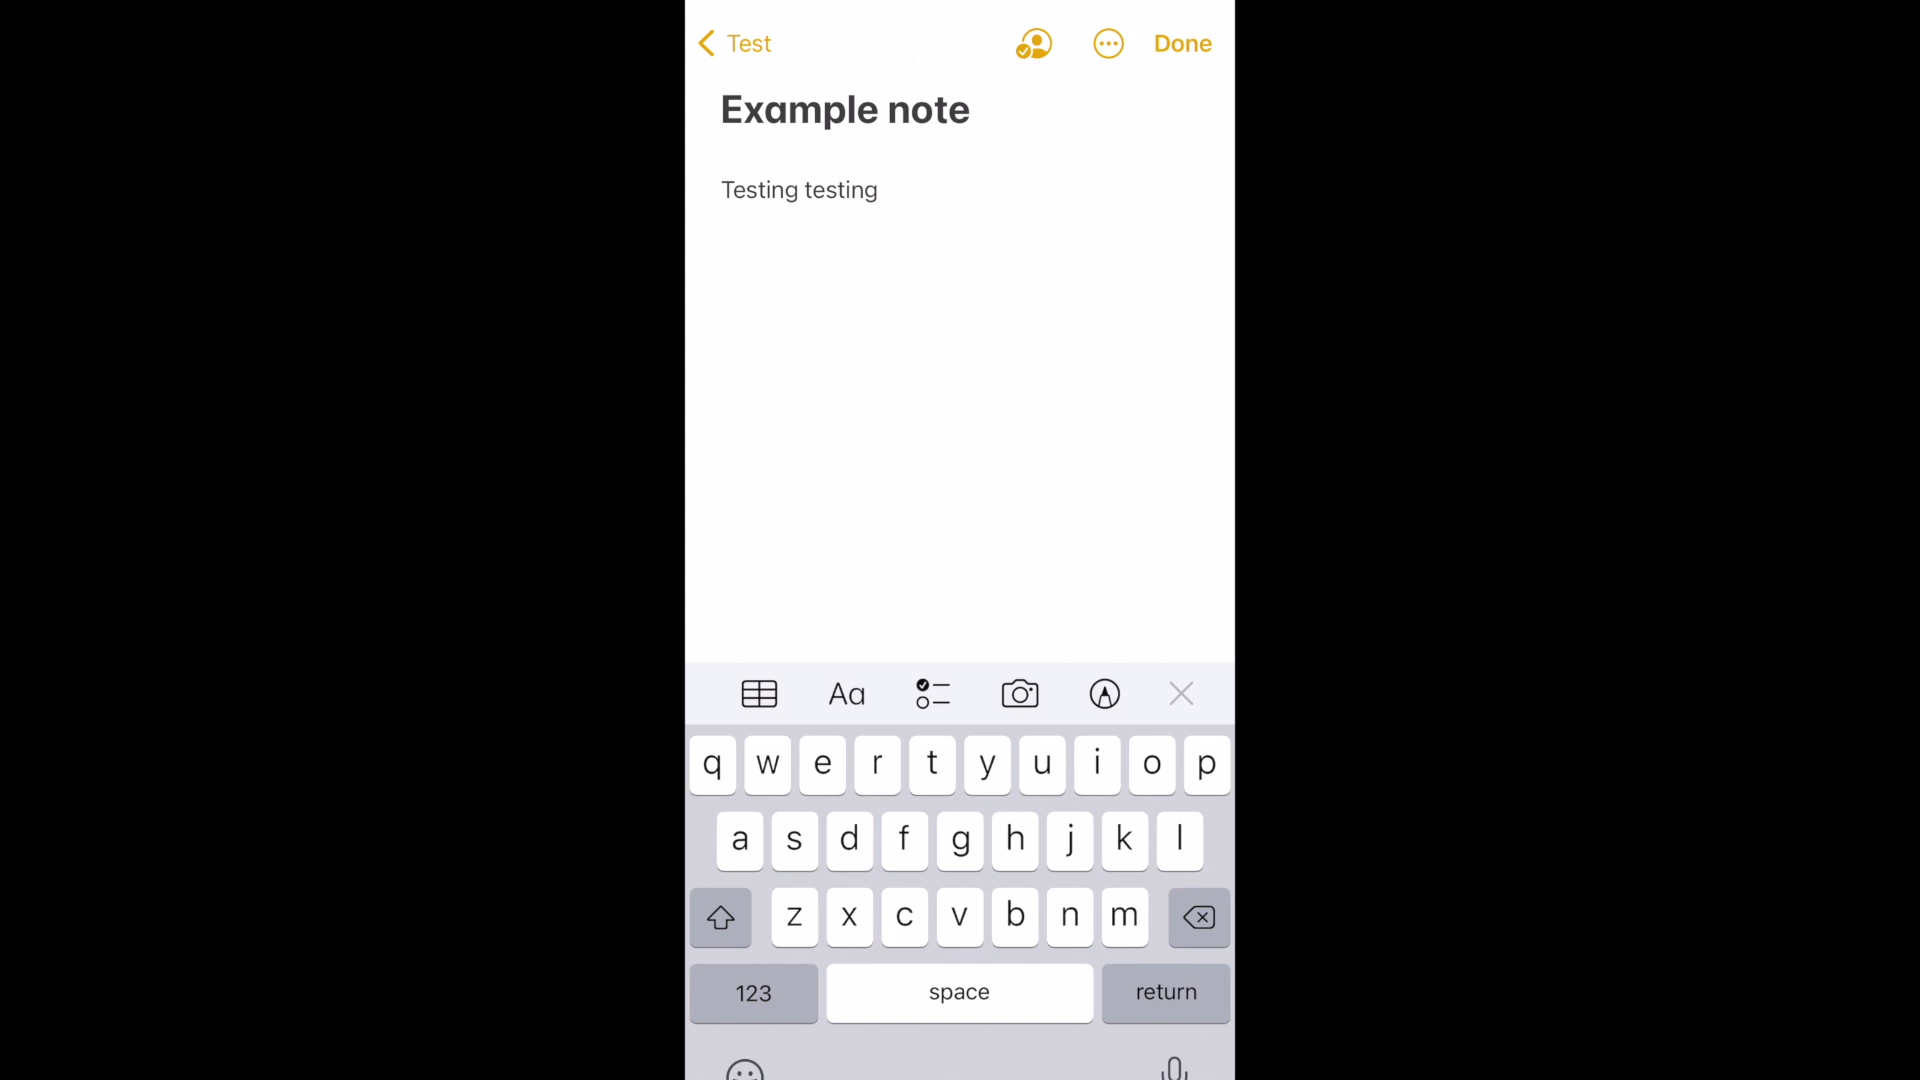 Test Done
Example note
Testing testing
Aa
q w e r t y u i o p
a s d f g h j k l
z x c v b n m
123 space return